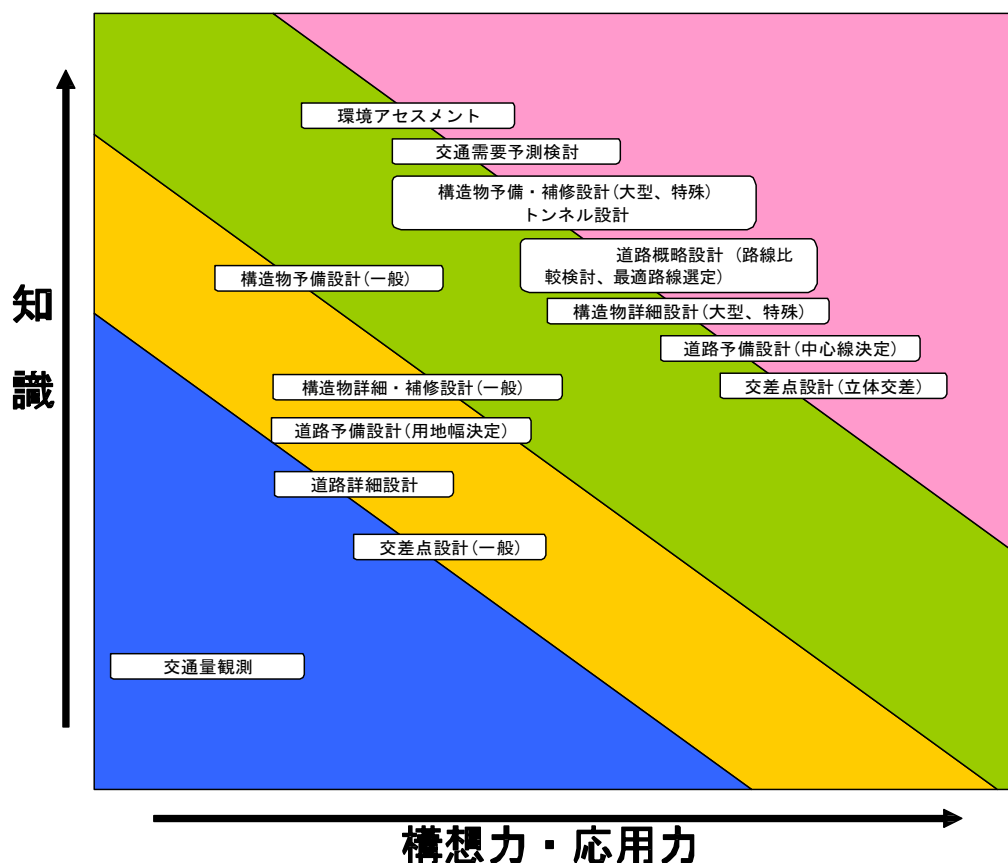 環境アセスメント
交通需要予測検討
構造物予備・補修設計(大型、特殊)
トンネル設計
道路概略設計 (路線比
較検討、最適路線選定)
構造物予備設計(一般)
構造物詳細設計(大型、特殊)
道路予備設計(中心線決定)
交差点設計(立体交差)
構造物詳細・補修設計(一般)
道路予備設計(用地幅決定)
道路詳細設計
交差点設計(一般)
交通量観測
知
識
構想力・応用力